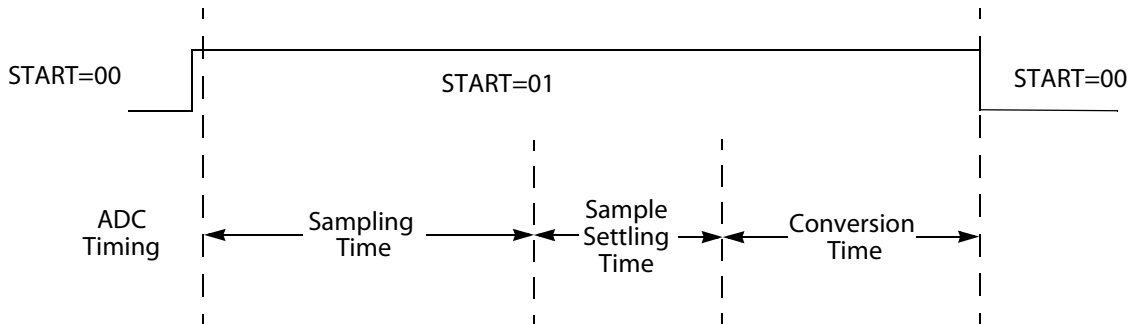 START=00
START=01
START=00
ADC
Timing
Sampling
Time
Sample
Settling
Time
Conversion
Time